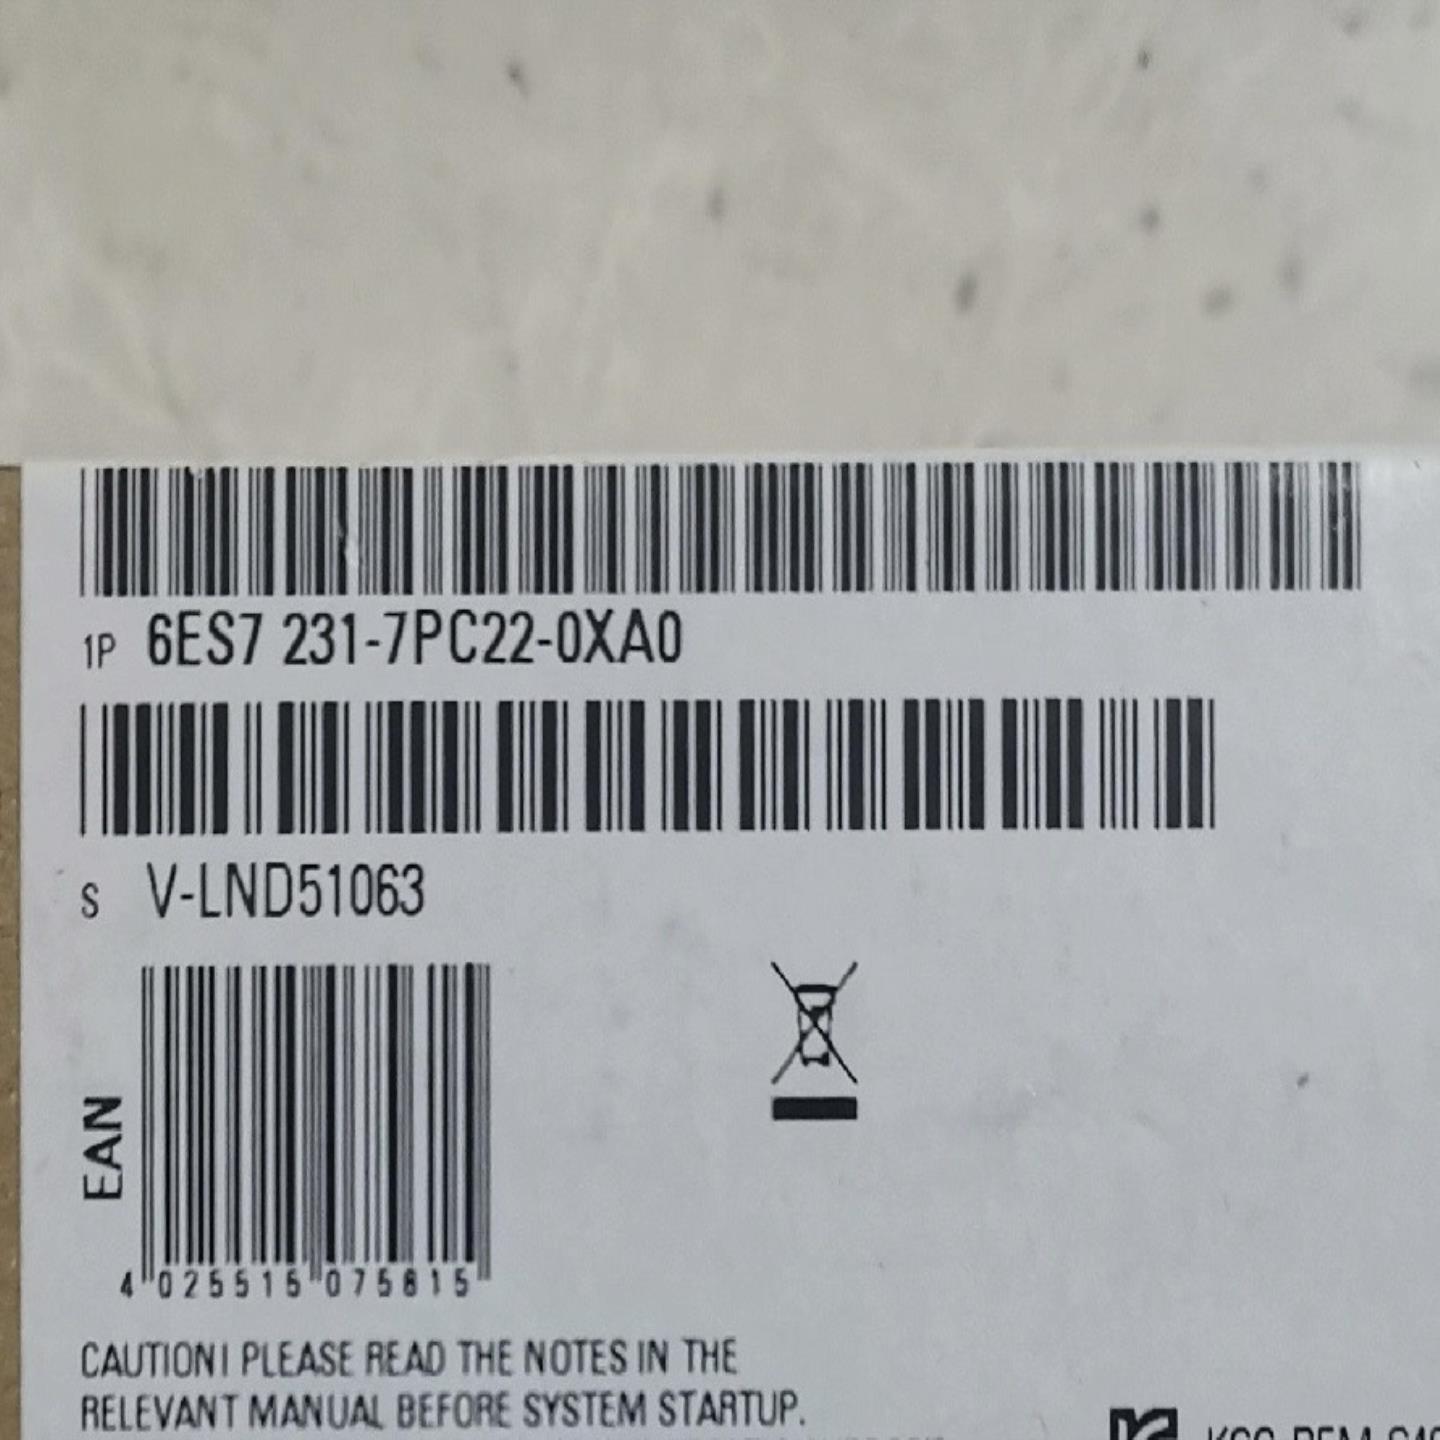 1P 6ES7 231-7PC22-0XA0
S V-LND51063
EAN
4 025515 075815
CAUTION! PLEASE READ THE NOTES IN THE
RELEVANT MANUAL BEFORE SYSTEM STARTUP.